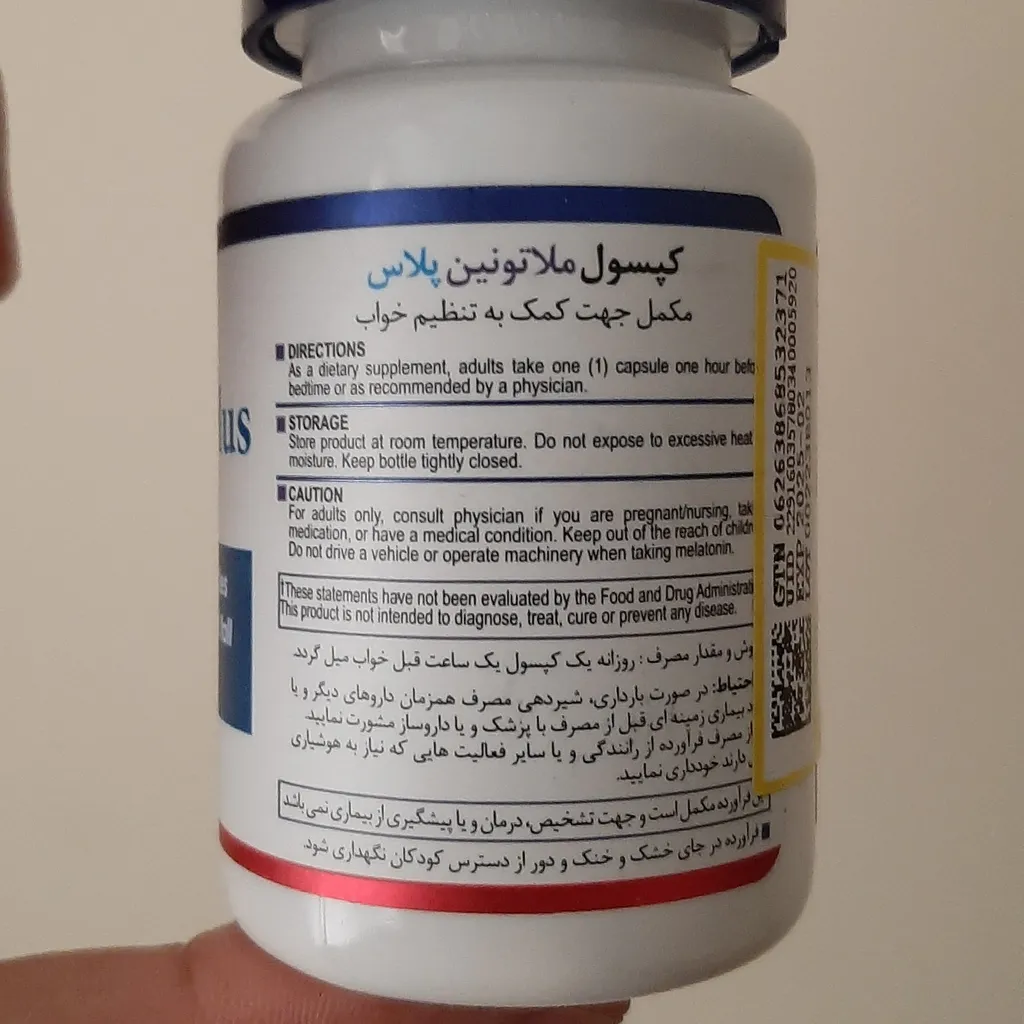 کپسول ملاتونین پلاس
مکمل جهت کمک به تنظیم خواب
DIRECTIONS
As a dietary supplement, adults take one (1) capsule one hour
bedtime or as recommended by a physician.
STORAGE
Store product at room temperature. Do not expose to excessive heat
moisture. Keep bottle tightly closed.
CAUTION
For adults only, consult physician if you are pregnant/nursing,
medication, or have a medical condition. Keep out of the reach of
Do not drive a vehicle or operate machinery when taking melatonin.
†These statements have not been evaluated by the Food and Drug
This product is not intended to diagnose, treat, cure or prevent any disease.
و مقدار مصرف : روزانه یک کپسول یک ساعت قبل خواب میل گردد.
در صورت بارداری، شیردهی مصرف همزمان داروهای دیگر و یا
بیماری زمینه ای قبل از مصرف با پزشک و یا داروساز مشورت نمایید.
از مصرف فرآورده از رانندگی و یا سایر فعالیت هایی که نیاز به هوشیاری
دارند خودداری نمایید.
فرآورده مکمل است و جهت تشخیص، درمان و یا پیشگیری از بیماری نمی باشد
فرآورده در جای خشک و خنک و دور از دسترس کودکان نگهداری شود.
us
GTN 06263868532371
UID 22916035780340005920
EXP 2025-02